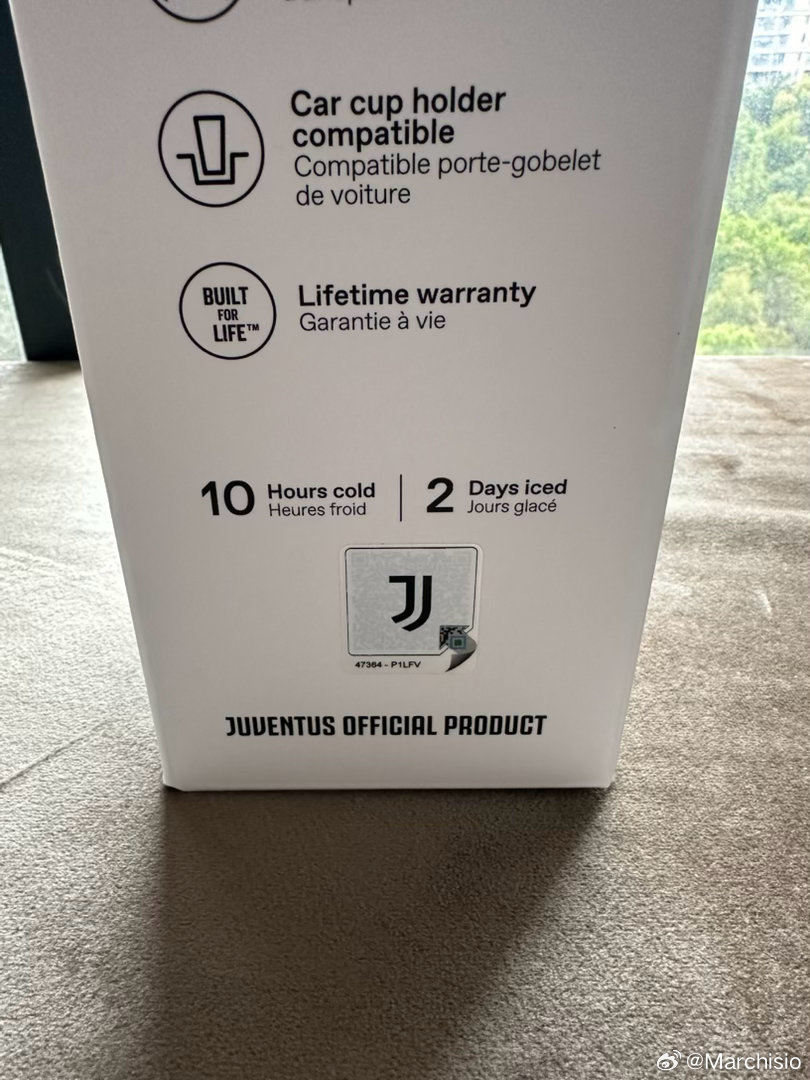 Car cup holder
compatible
Compatible porte-gobelet
de voiture
BUILT
FOR
LIFE™
Lifetime warranty
Garantie à vie
10 Hours cold
Heures froid
2 Days iced
Jours glacé
JJ
47364 - P1LFV
JUVENTUS OFFICIAL PRODUCT
@Marchisio